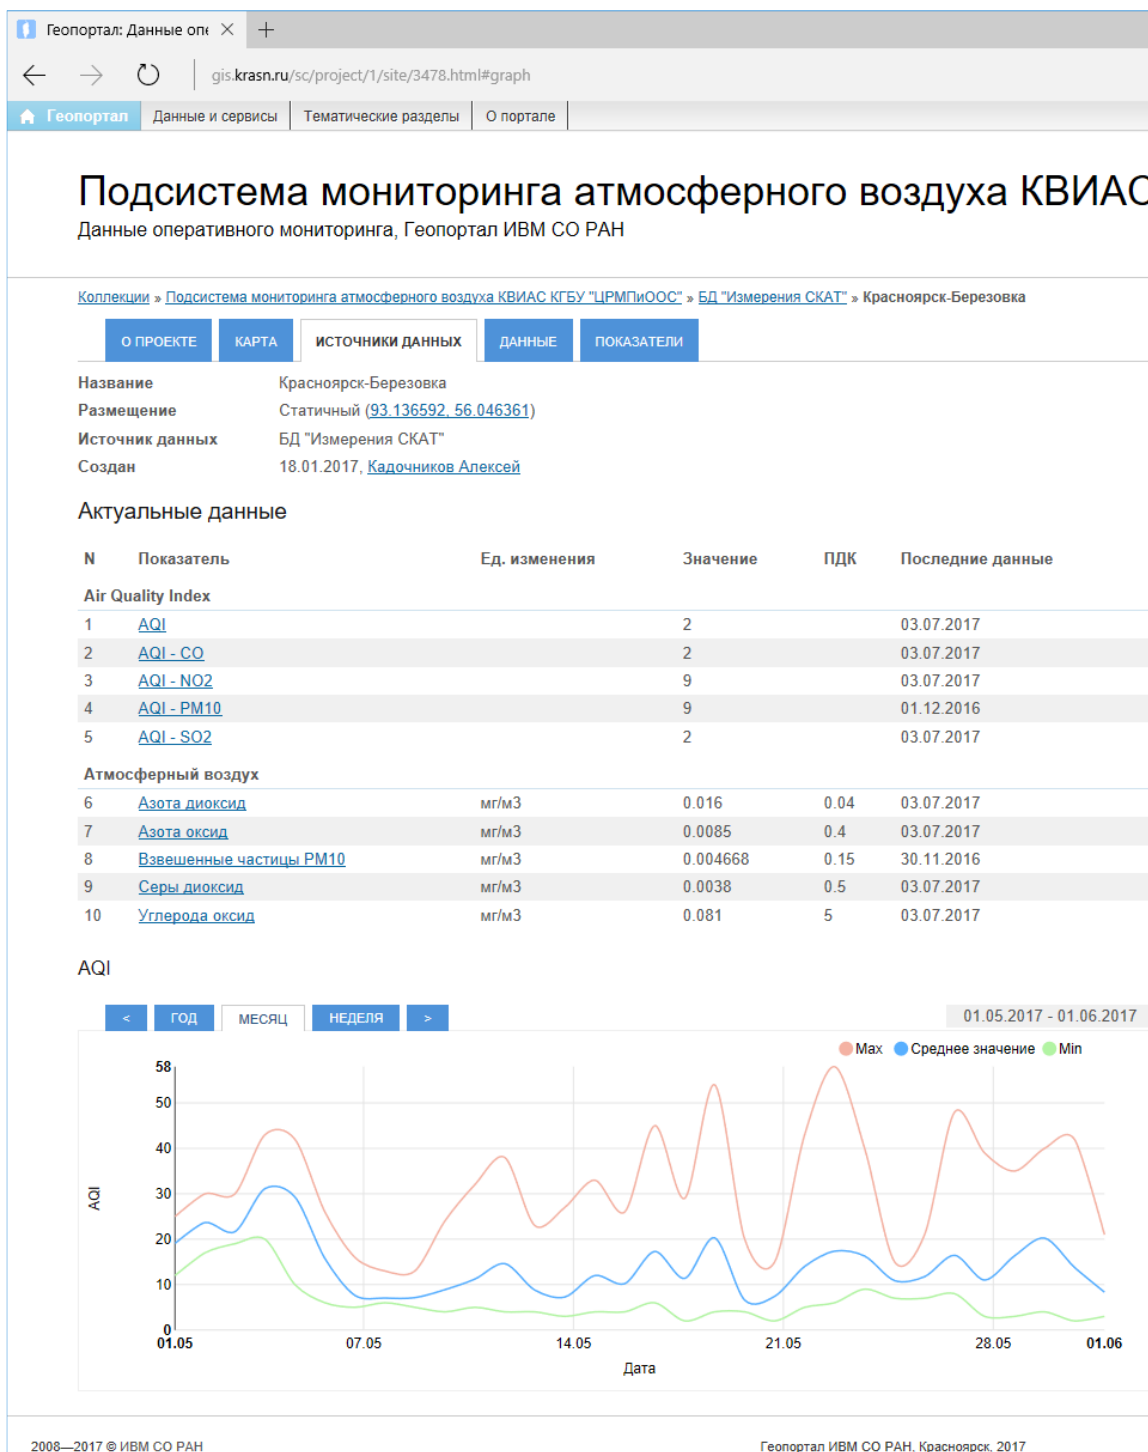 Геопортал: Данные опе
gis.krasn.ru/sc/project/1/site/3478.html#graph
Геопортал Данные и сервисы Тематические разделы О портале
Подсистема мониторинга атмосферного воздуха КВИАС
Данные оперативного мониторинга, Геопортал ИВМ СО РАН
Коллекции » Подсистема мониторинга атмосферного воздуха КВИАС КГБУ "ЦРМПиООС" » БД "Измерения СКАТ" » Красноярск-Березовка
О ПРОЕКТЕ КАРТА ИСТОЧНИКИ ДАННЫХ ДАННЫЕ ПОКАЗАТЕЛИ
Название Красноярск-Березовка
Размещение Статичный (93.136592, 56.046361)
Источник данных БД "Измерения СКАТ"
Создан 18.01.2017, Кадочников Алексей
Актуальные данные
N Показатель Ед. изменения Значение ПДК Последние данные
Air Quality Index
1 AQI 2 03.07.2017
2 AQI - CO 2 03.07.2017
3 AQI - NO2 9 03.07.2017
4 AQI - PM10 9 01.12.2016
5 AQI - SO2 2 03.07.2017
Атмосферный воздух
6 Азота диоксид мг/м3 0.016 0.04 03.07.2017
7 Азота оксид мг/м3 0.0085 0.4 03.07.2017
8 Взвешенные частицы PM10 мг/м3 0.004668 0.15 30.11.2016
9 Серы диоксид мг/м3 0.0038 0.5 03.07.2017
10 Углерода оксид мг/м3 0.081 5 03.07.2017
AQI
< ГОД МЕСЯЦ НЕДЕЛЯ > 01.05.2017 - 01.06.2017
Max Среднее значение Min
58
50
40
30
AQI
20
10
0
01.05 07.05 14.05 21.05 28.05 01.06
Дата
2008—2017 © ИВМ СО РАН Геопортал ИВМ СО РАН, Красноярск, 2017